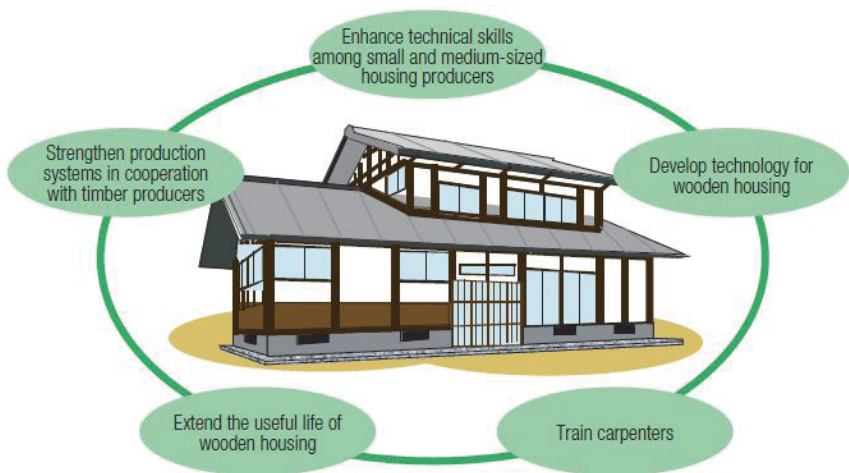 Enhance technical skills
among small and medium-sized
housing producers
Strengthen production
systems in cooperation
with timber producers
Develop technology for
wooden housing
Extend the useful life of
wooden housing
Train carpenters